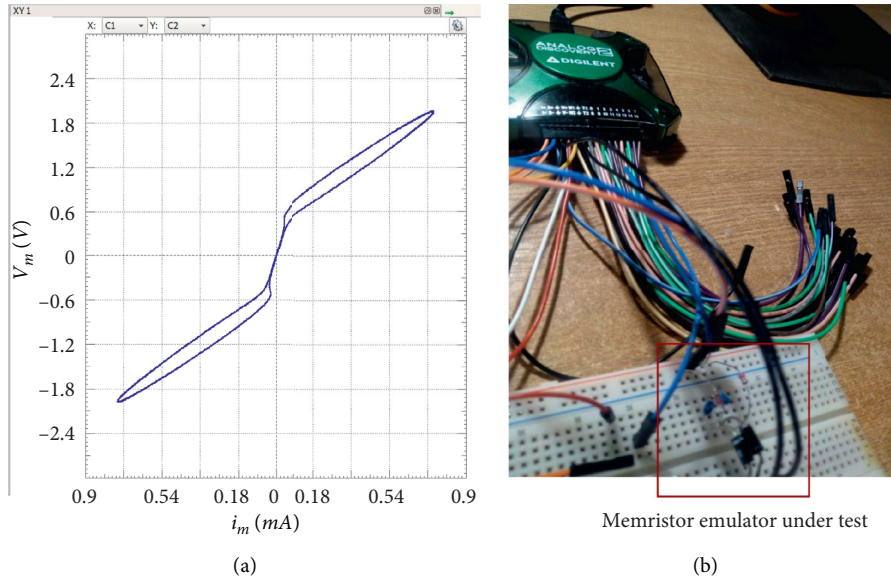 XY 1
X: C1 Y: C2
2.4
1.8
1.2
0.6
0
−0.6
−1.2
−1.8
−2.4
V_m (V)
0.9 0.54 0.18 0 0.18 0.54 0.9
i_m (mA)
(a)
ANALOG DISCOVERY 2
DIGILENT
Memristor emulator under test
(b)